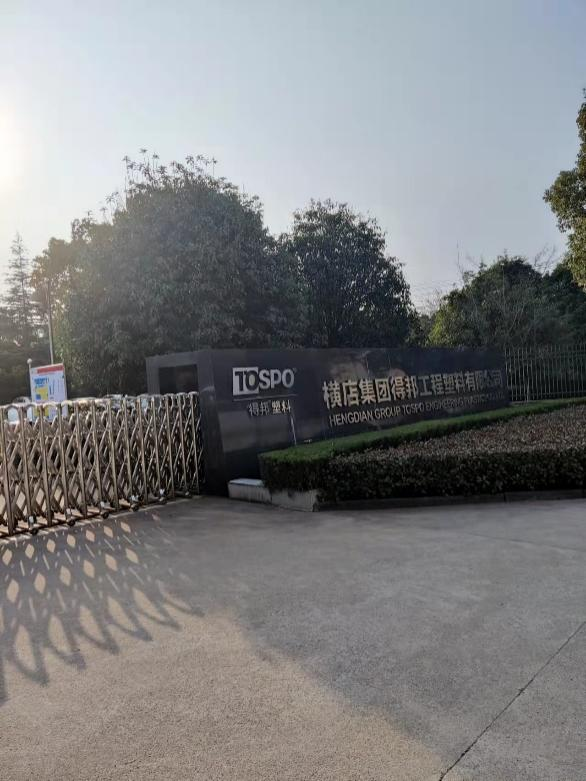 TOSPO®
得邦 塑料
横店集团得邦工程塑料有限公司
HENGDIAN GROUP TOSPO ENGINEERING PLASTICS CO.,LTD